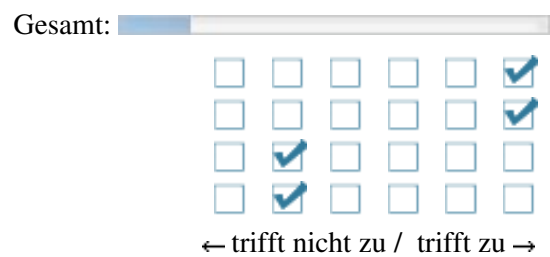 Gesamt:
← trifft nicht zu / trifft zu →